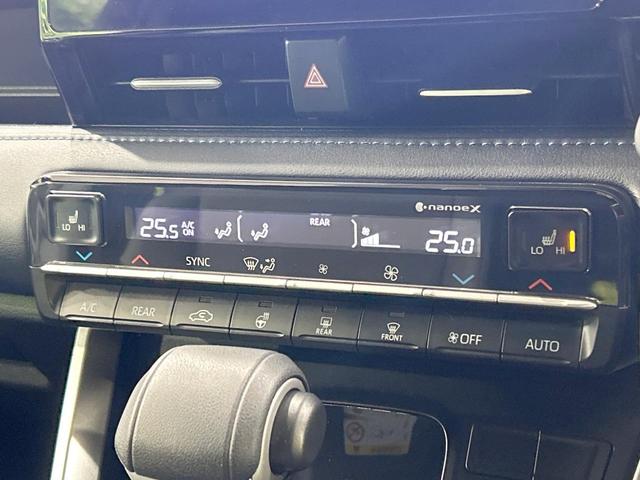 nanoeX
LO HI
25.5 A/C ON REAR 25.0
LO HI
SYNC
A/C REAR REAR FRONT OFF AUTO